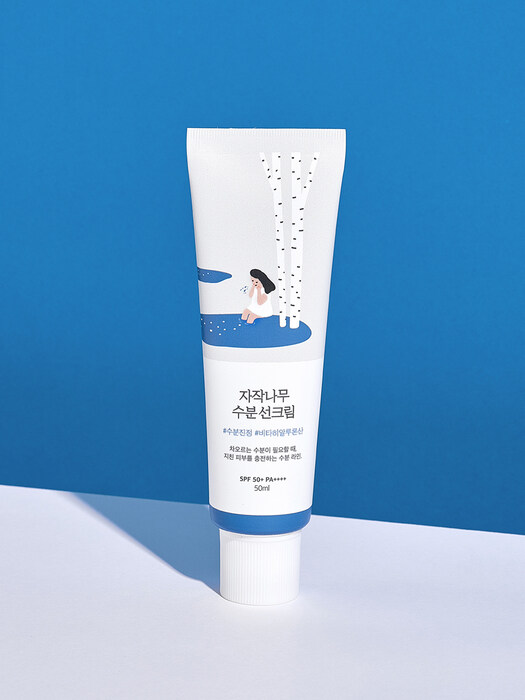 자작나무
수분 선크림
#수분진정 #비타히알루론산
차오르는 수분이 필요할 때,
지친 피부를 충전하는 수분 라인.
SPF 50+ PA++++
50ml